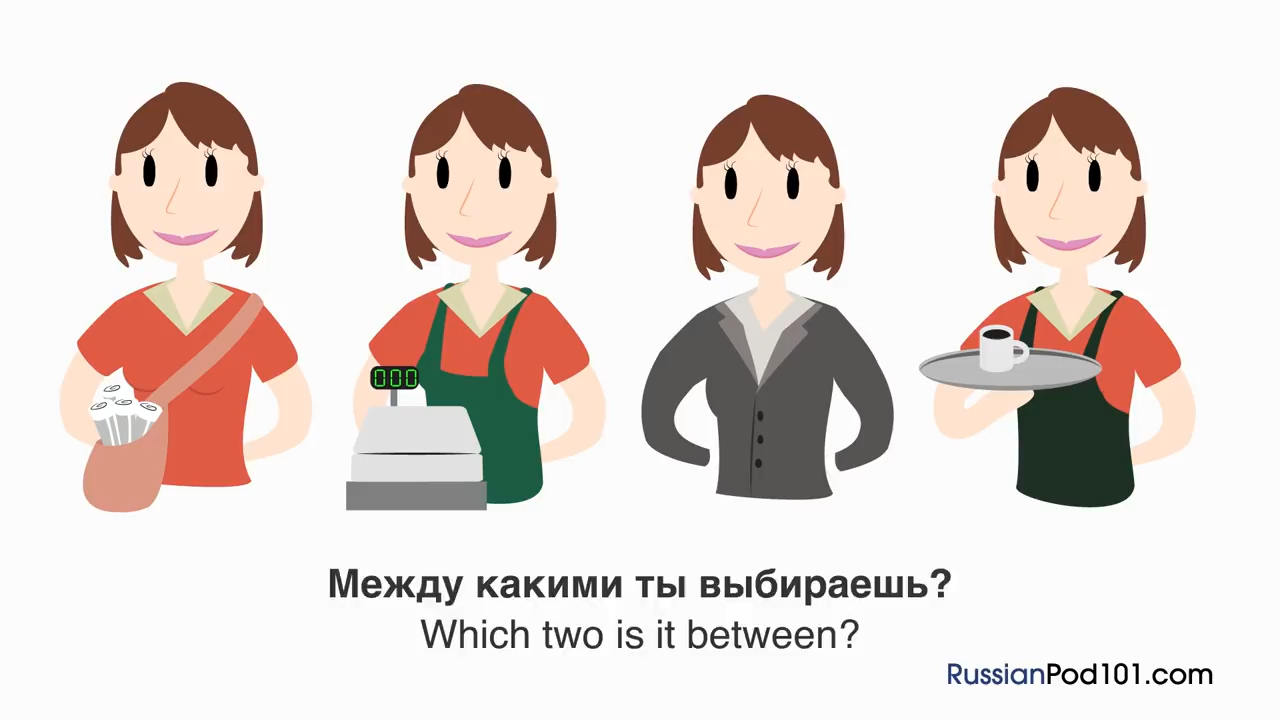 000
Между какими ты выбираешь?
Which two is it between?
RussianPod101.com